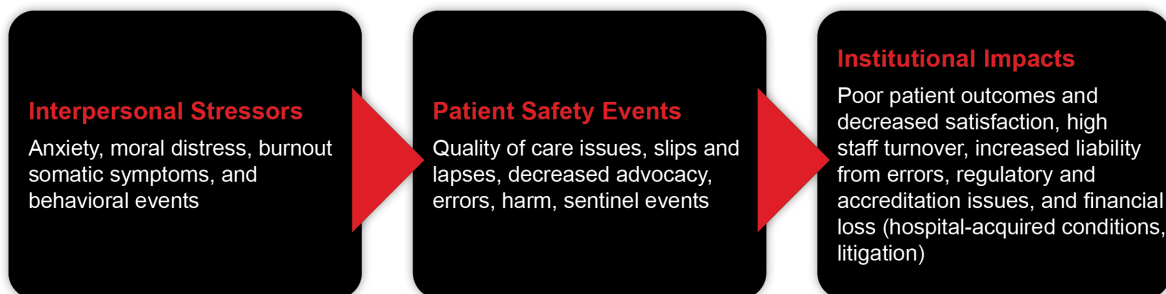 Interpersonal Stressors
Anxiety, moral distress, burnout
somatic symptoms, and
behavioral events
Patient Safety Events
Quality of care issues, slips and
lapses, decreased advocacy,
errors, harm, sentinel events
Institutional Impacts
Poor patient outcomes and
decreased satisfaction, high
staff turnover, increased liability
from errors, regulatory and
accreditation issues, and financial
loss (hospital-acquired conditions,
litigation)